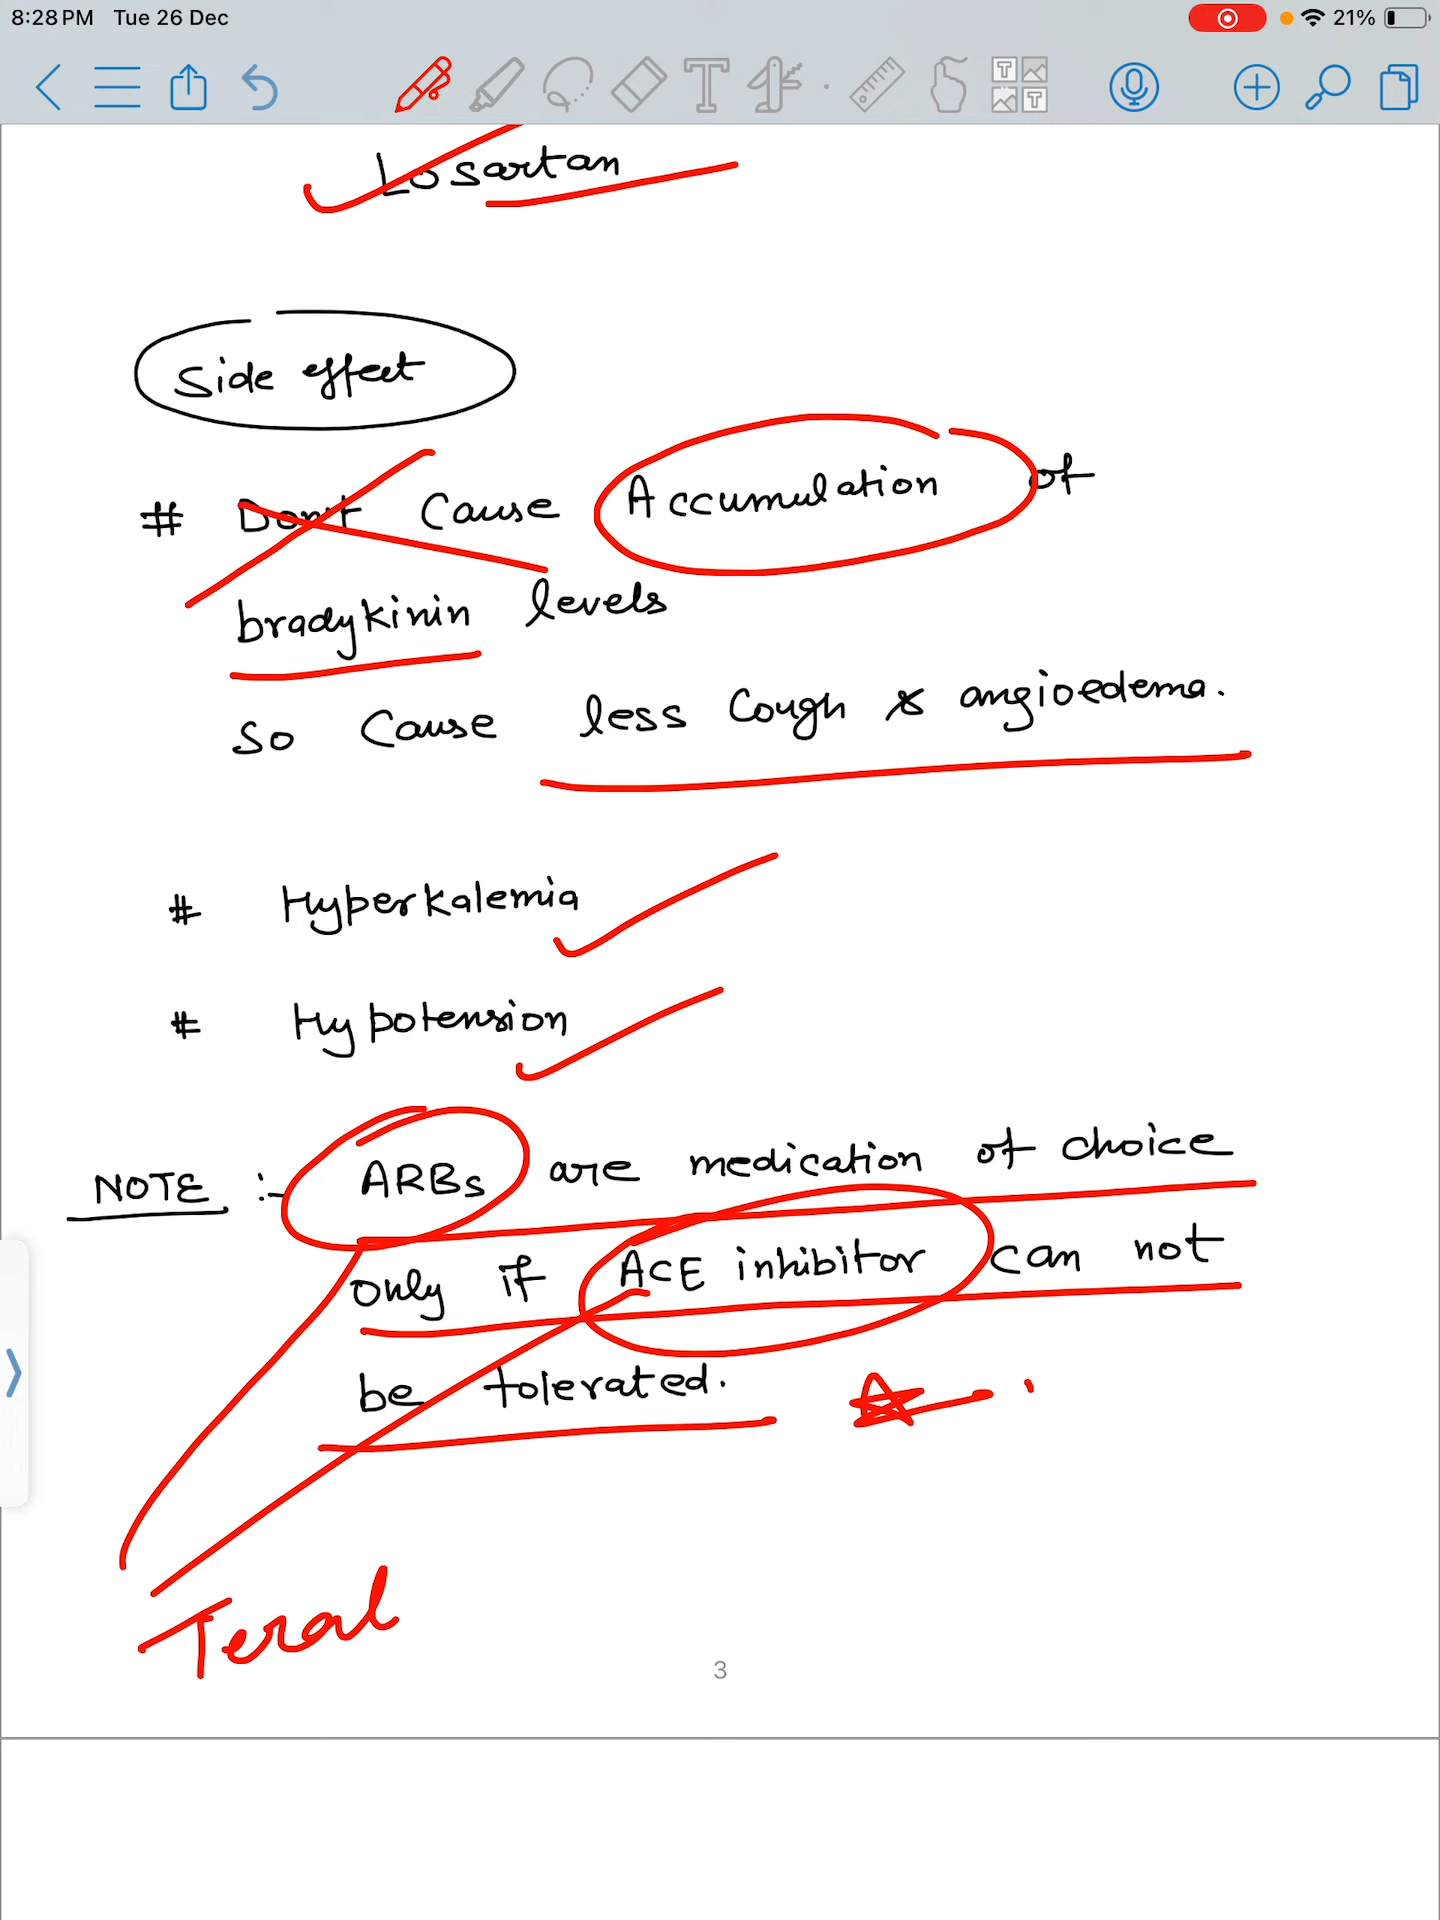 8:28 PM Tue 26 Dec 21%
Losartan
Side effect
# Don't Cause Accumulation of
bradykinin levels
so cause less cough & angioedema.
# Hyperkalemia
# Hypotension
NOTE :- ARBs are medication of choice
only if ACE inhibitor can not
be tolerated.
Teral
3